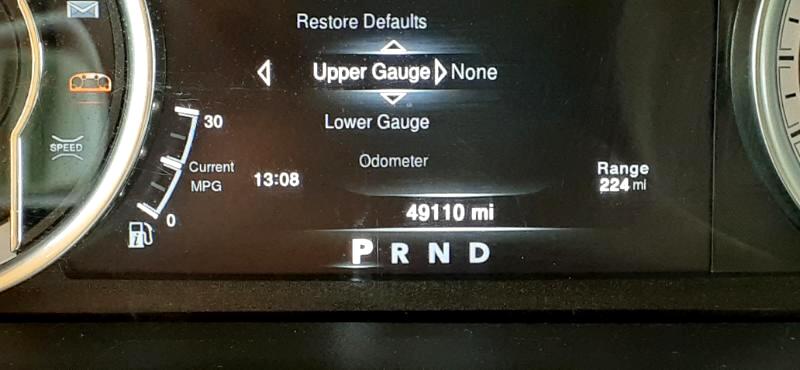 Restore Defaults
Upper Gauge None
Lower Gauge
SPEED
30
Current
MPG
0
13:08
Odometer
Range
224 mi
49110 mi
P R N D